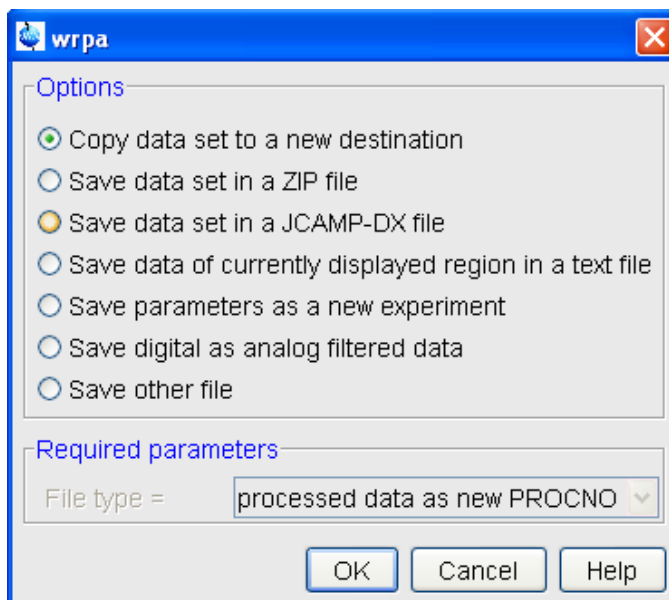 wrpa
Options
Copy data set to a new destination
Save data set in a ZIP file
Save data set in a JCAMP-DX file
Save data of currently displayed region in a text file
Save parameters as a new experiment
Save digital as analog filtered data
Save other file
Required parameters
File type = processed data as new PROCNO
OK Cancel Help